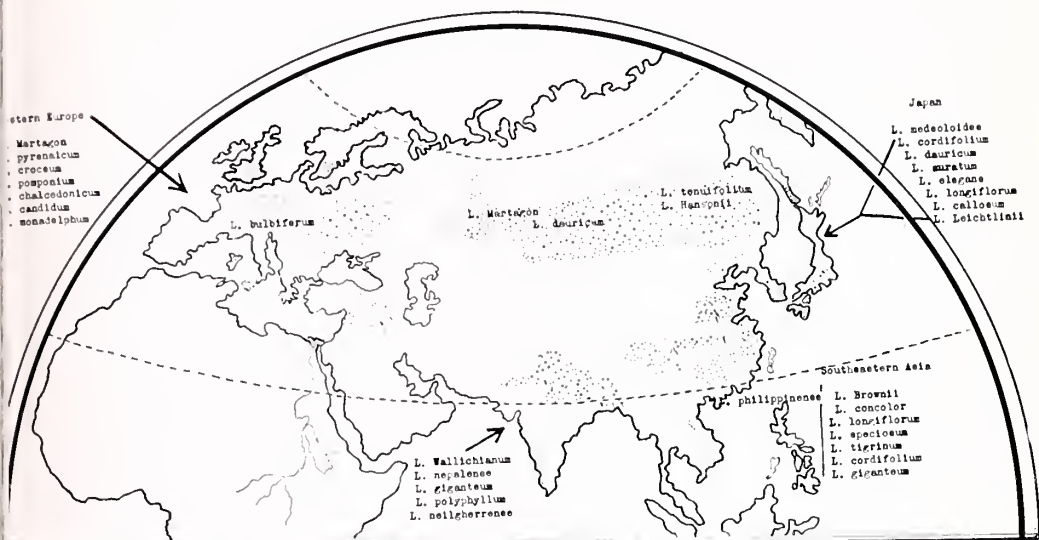 stern Europe
Martagon
. pyrenaicum
. croceum
. pomponium
. chalcedonicum
. candidum
. monadelphum
L. bulbiferum
L. Martagon
L. dauricum
L. tenuifolium
L. Hansonii
Japan
L. medeoloides
L. cordifolium
L. dauricum
L. auratum
L. elegans
L. longiflorum
L. callosum
L. Leichtlinii
L. Wallichianum
L. nepalense
L. giganteum
L. polyphyllum
L. neilgherrense
Southeastern Asia
. philippinense
L. Brownii
L. concolor
L. longiflorum
L. speciosum
L. tigrinum
L. cordifolium
L. giganteum